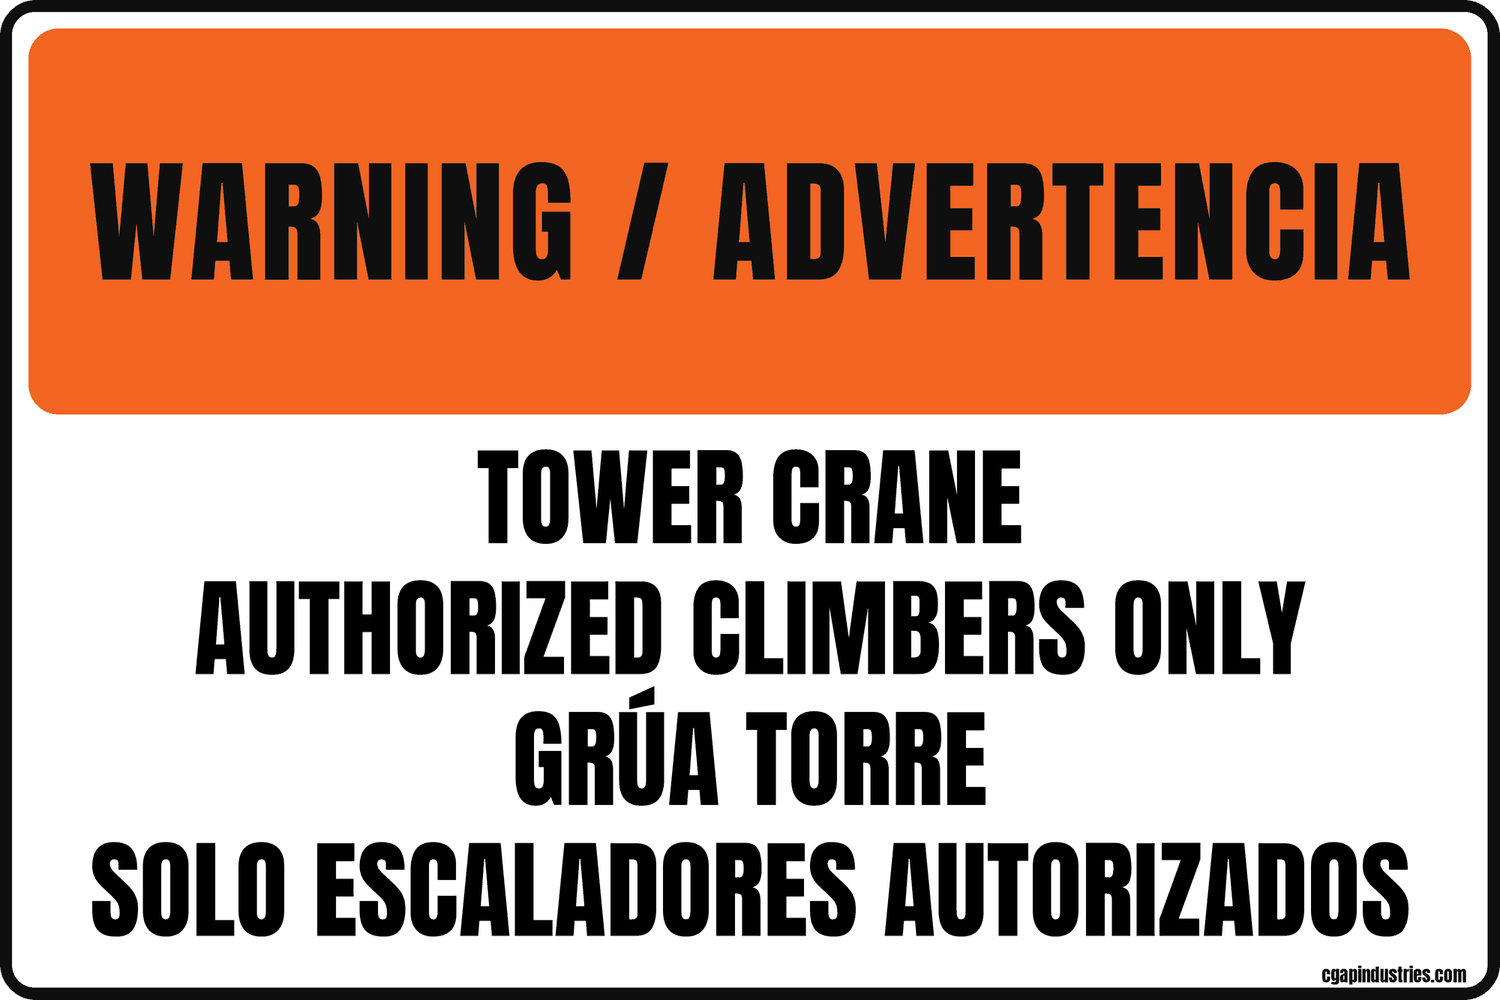 WARNING / ADVERTENCIA
TOWER CRANE
AUTHORIZED CLIMBERS ONLY
GRÚA TORRE
SOLO ESCALADORES AUTORIZADOS
cgapindustries.com